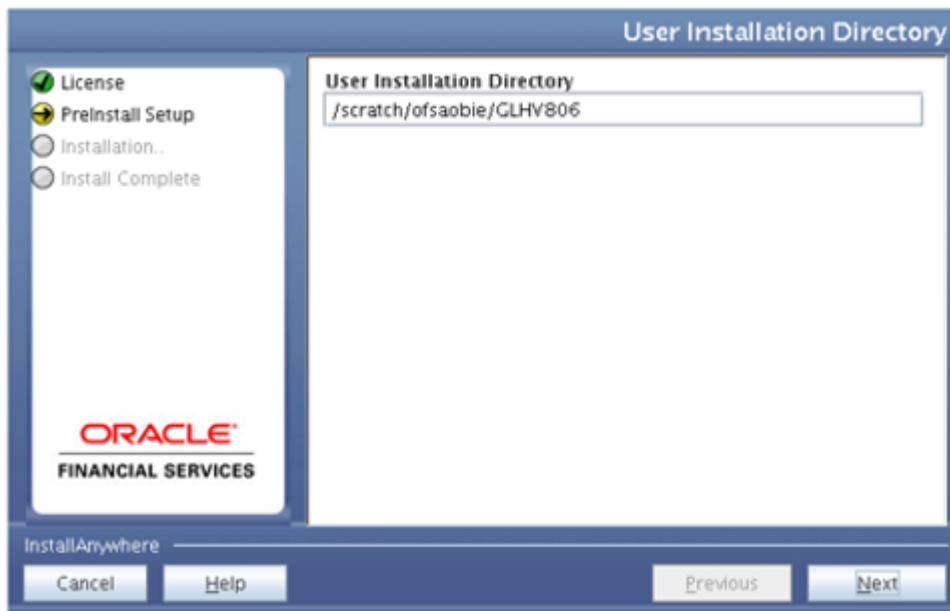 User Installation Directory
License
PreInstall Setup
Installation..
Install Complete
ORACLE
FINANCIAL SERVICES
User Installation Directory
/scratch/ofsaobie/GLHV806
InstallAnywhere
Cancel
Help
Previous
Next